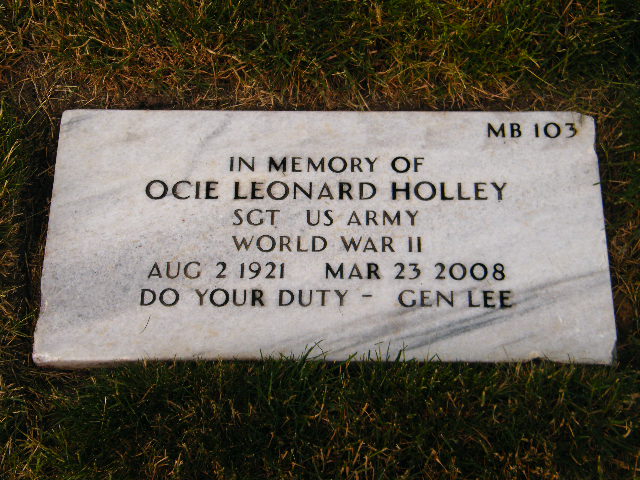 MB 103
IN MEMORY OF
OCIE LEONARD HOLLEY
SGT US ARMY
WORLD WAR II
AUG 2 1921 MAR 23 2008
DO YOUR DUTY - GEN LEE